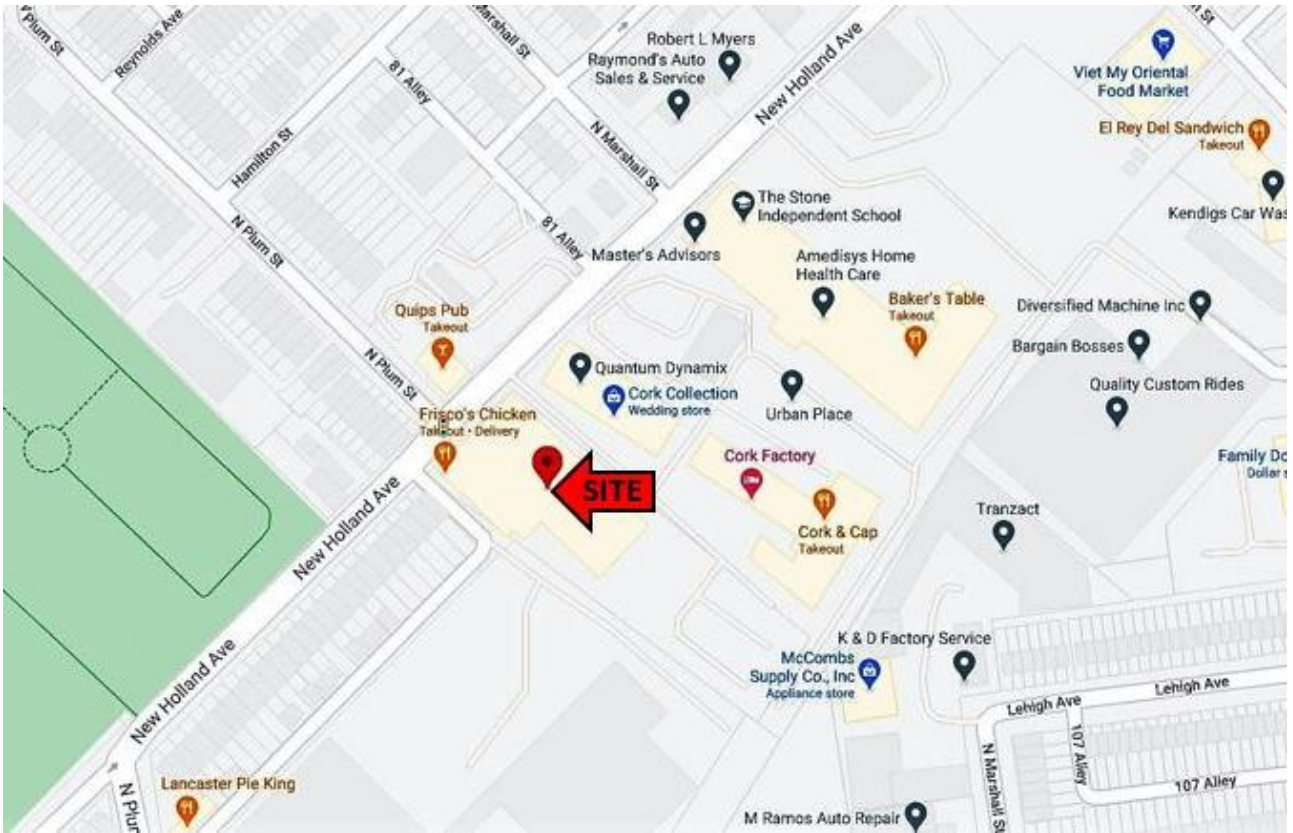 N Plum St
Reynolds Ave
Marshall St
Robert L Myers
Raymond's Auto
Sales & Service
New Holland Ave
St
Viet My Oriental
Food Market
81 Alley
El Rey Del Sandwich
Takeout
Hamilton St
N Marshall St
Kendigs Car Was
The Stone
Independent School
N Plum St
81 Alley
Master's Advisors
Amedisys Home
Health Care
Baker's Table
Takeout
Diversified Machine Inc
Quips Pub
Takeout
Bargain Bosses
N Plum St
Quantum Dynamix
Cork Collection
Wedding store
Urban Place
Quality Custom Rides
Frisco's Chicken
Takeout · Delivery
Cork Factory
Family Do
Dollar s
SITE
New Holland Ave
Cork & Cap
Takeout
Tranzact
K & D Factory Service
McCombs
Supply Co., Inc
Appliance store
New Holland Ave
Lehigh Ave
Lehigh Ave
N Marshall St
107 Alley
107 Alley
Lancaster Pie King
N Plum
M Ramos Auto Repair